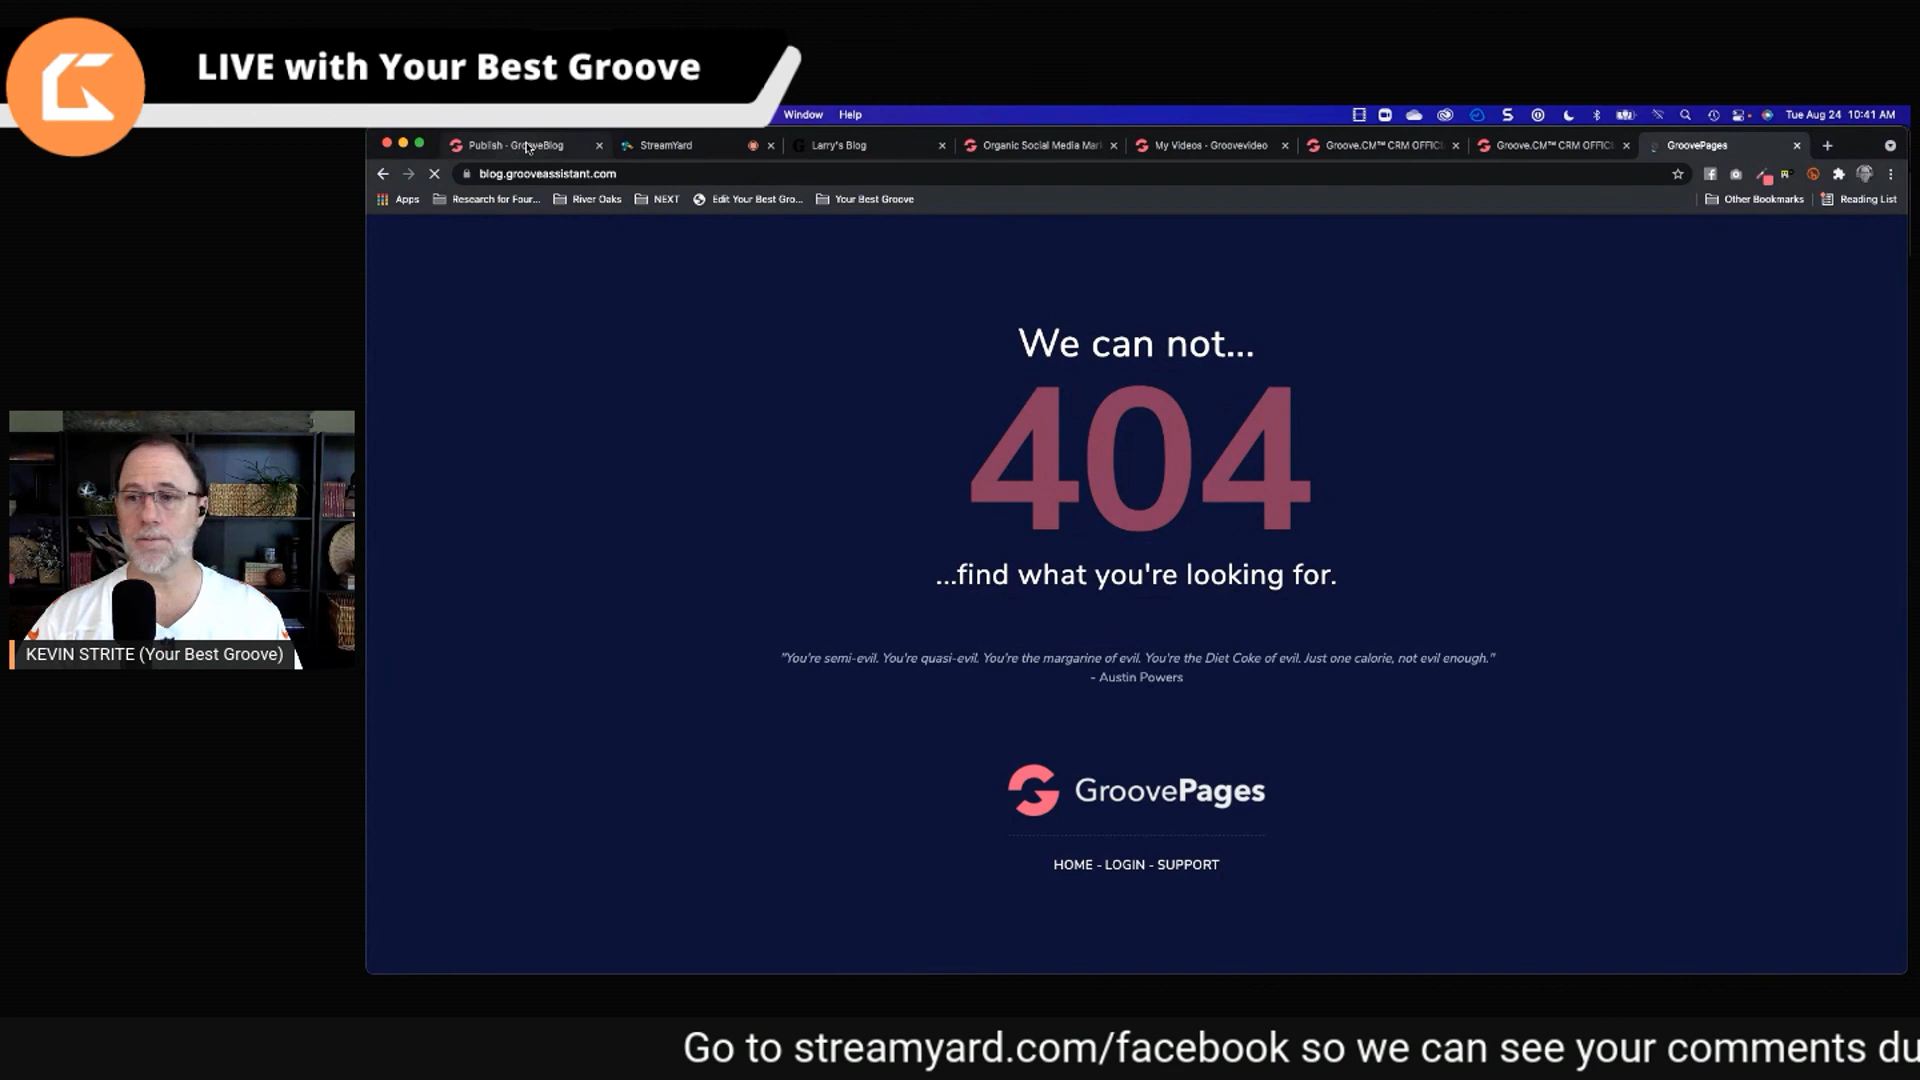 LIVE with Your Best Groove
Window Help
Tue Aug 24 10:41 AM
Publish - GrooveBlog
StreamYard
Larry's Blog
Organic Social Media Mar
My Videos - Groovevideo
Groove.CM™ CRM OFFIC
Groove.CM™ CRM OFFIC
GroovePages
blog.grooveassistant.com
Apps
Research for Four...
River Oaks
NEXT
Edit Your Best Gro...
Your Best Groove
Other Bookmarks
Reading List
We can not...
404
...find what you're looking for.
"You're semi-evil. You're quasi-evil. You're the margarine of evil. You're the Diet Coke of evil. Just one calorie, not evil enough."
- Austin Powers
GroovePages
HOME - LOGIN - SUPPORT
KEVIN STRITE (Your Best Groove)
Go to streamyard.com/facebook so we can see your comments du